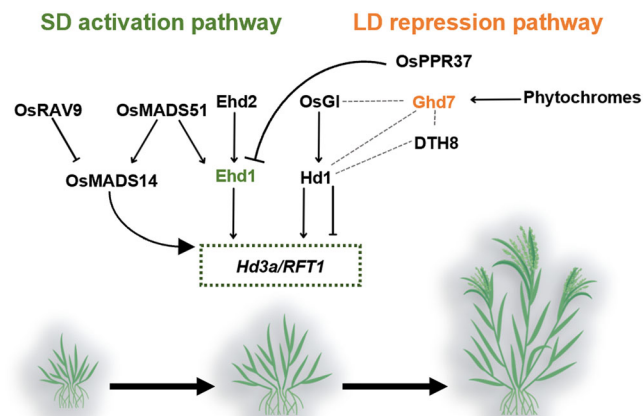 SD activation pathway
LD repression pathway
OsPPR37
OsRAV9
OsMADS51
Ehd2
OsGI
Ghd7
Phytochromes
DTH8
OsMADS14
Ehd1
Hd1
Hd3a/RFT1